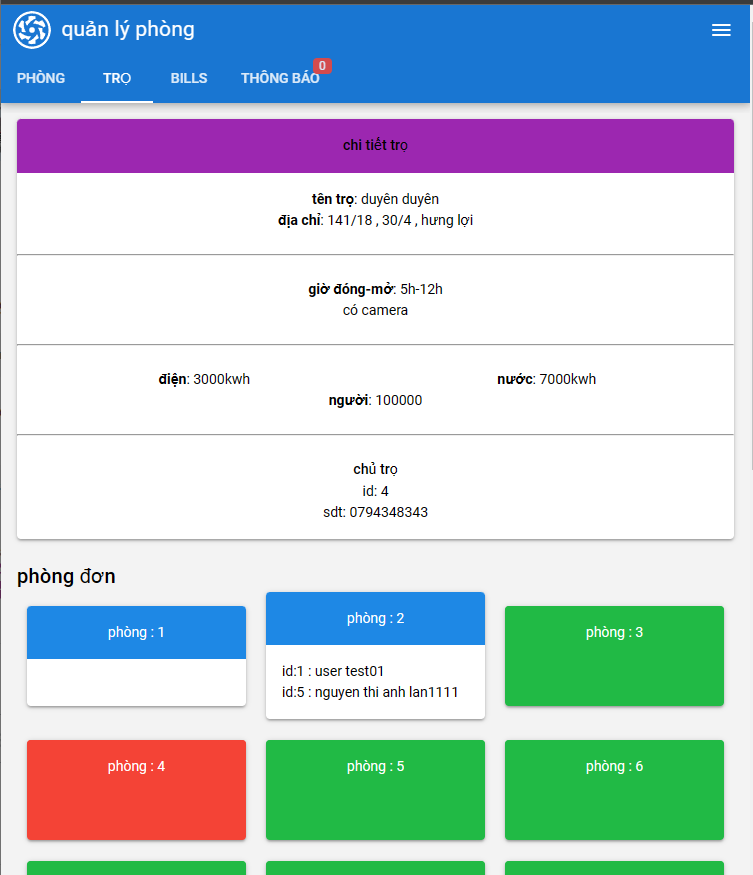 quản lý phòng
PHÒNG TRỌ BILLS THÔNG BÁO 0
chi tiết trọ
tên trọ: duyên duyên
địa chỉ: 141/18 , 30/4 , hưng lợi
giờ đóng-mở: 5h-12h
có camera
điện: 3000kwh nước: 7000kwh
người: 100000
chủ trọ
id: 4
sdt: 0794348343
phòng đơn
phòng : 1 phòng : 2 phòng : 3
id:1 : user test01
id:5 : nguyen thi anh lan1111
phòng : 4 phòng : 5 phòng : 6